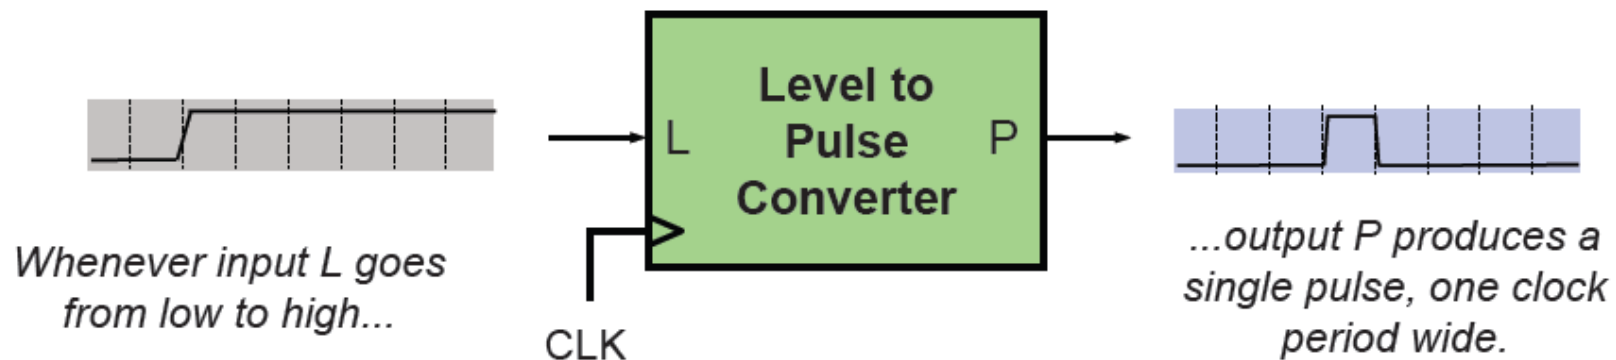 Whenever input L goes
from low to high...
L
Level to
Pulse
Converter
P
CLK
...output P produces a
single pulse, one clock
period wide.